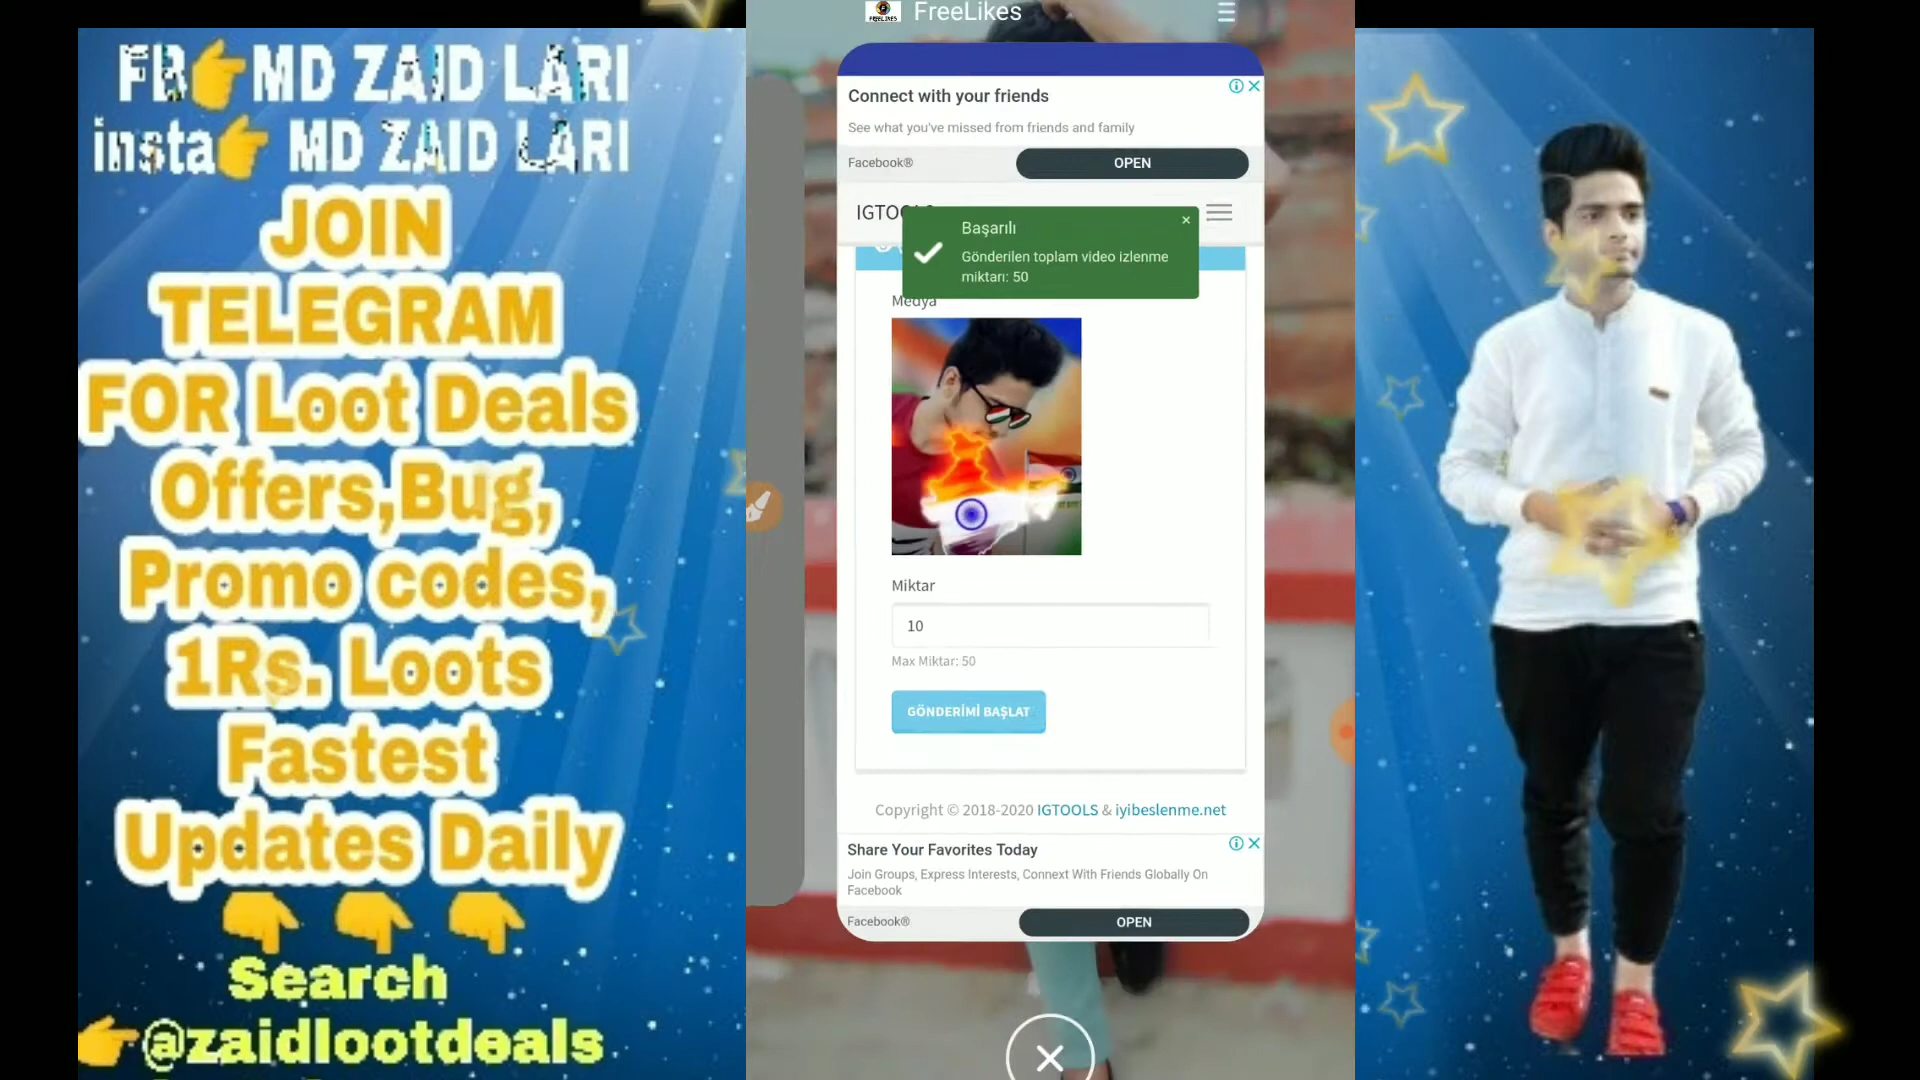 FB👉MD ZAID LARI
insta👉 MD ZAID LARI
JOIN
TELEGRAM
FOR Loot Deals
Offers,Bug,
Promo codes,
1Rs. Loots
Fastest
Updates Daily
👇👇👇
Search
👉@zaidlootdeals
FREELIKES
FreeLikes
Connect with your friends
See what you've missed from friends and family
Facebook®
OPEN
Başarılı
Gönderilen toplam video izlenme
miktarı: 50
Medya
Miktar
10
Max Miktar: 50
GÖNDERİMİ BAŞLAT
Copyright © 2018-2020 IGTOOLS & iyibeslenme.net
Share Your Favorites Today
Join Groups, Express Interests, Connext With Friends Globally On
Facebook
Facebook®
OPEN